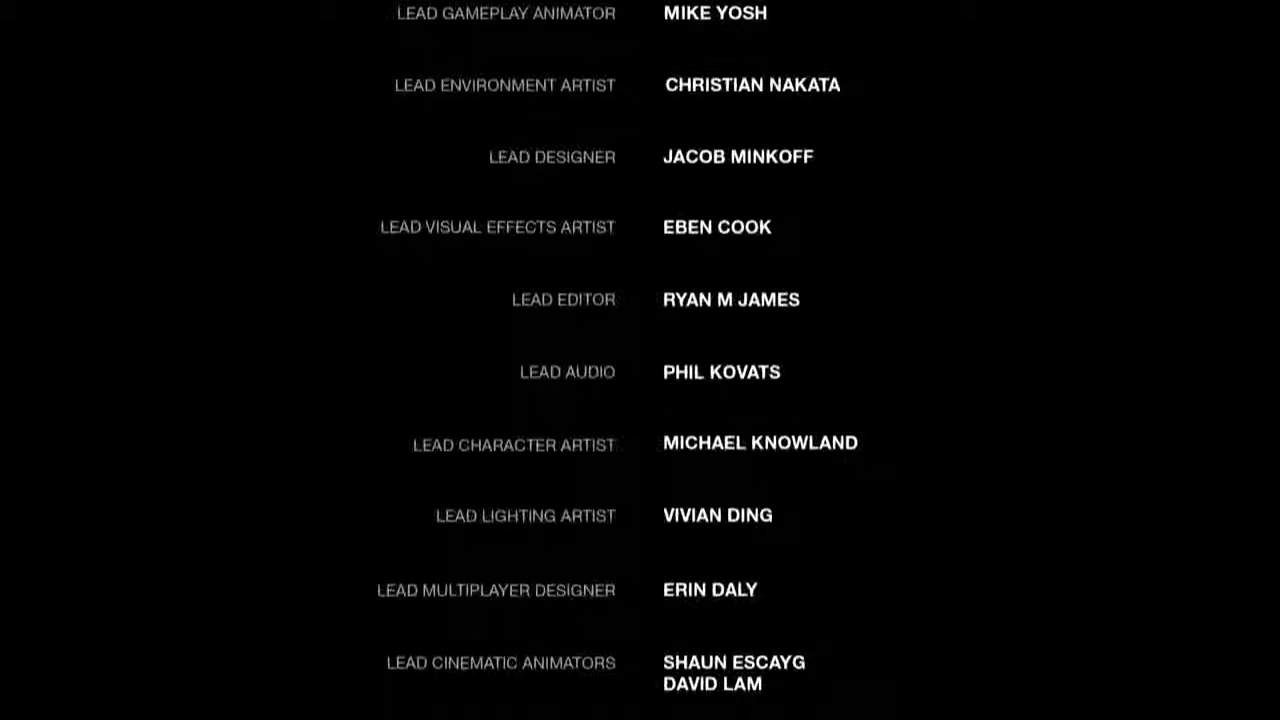 LEAD GAMEPLAY ANIMATOR MIKE YOSH
LEAD ENVIRONMENT ARTIST CHRISTIAN NAKATA
LEAD DESIGNER JACOB MINKOFF
LEAD VISUAL EFFECTS ARTIST EBEN COOK
LEAD EDITOR RYAN M JAMES
LEAD AUDIO PHIL KOVATS
LEAD CHARACTER ARTIST MICHAEL KNOWLAND
LEAD LIGHTING ARTIST VIVIAN DING
LEAD MULTIPLAYER DESIGNER ERIN DALY
LEAD CINEMATIC ANIMATORS SHAUN ESCAYG
DAVID LAM